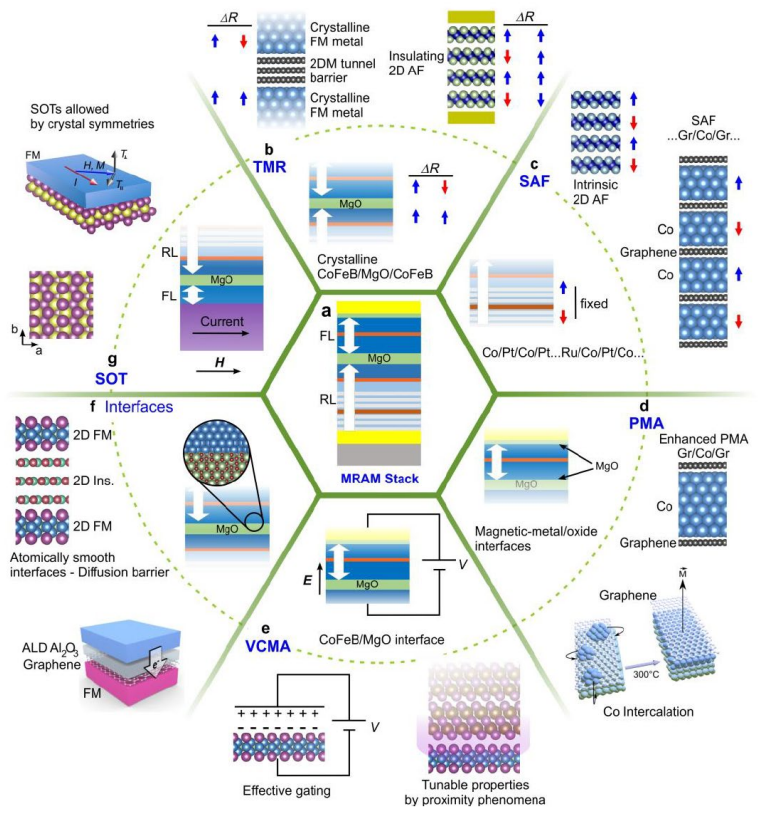 b
TMR
ΔR
Crystalline
FM metal
2DM tunnel
barrier
Crystalline
FM metal
Insulating
2D AF
ΔR
MgO
ΔR
Crystalline
CoFeB/MgO/CoFeB
c
SAF
Intrinsic
2D AF
SAF
...Gr/Co/Gr...
Co
Graphene
Co
fixed
Co/Pt/Co/Pt...Ru/Co/Pt/Co...
SOTs allowed
by crystal symmetries
FM
H, M
I
b
a
RL
MgO
FL
Current
H
g
SOT
a
FL
MgO
RL
MRAM Stack
d
PMA
MgO
MgO
Magnetic-metal/oxide
interfaces
Enhanced PMA
Gr/Co/Gr
Co
Graphene
Graphene
M
300°C
Co Intercalation
f Interfaces
2D FM
2D Ins.
2D FM
Atomically smooth
interfaces - Diffusion barrier
MgO
ALD Al2O3
Graphene
FM
e-
E
MgO
V
CoFeB/MgO interface
e
VCMA
+ + + + + + +
- - - - - - -
V
Effective gating
Tunable properties
by proximity phenomena